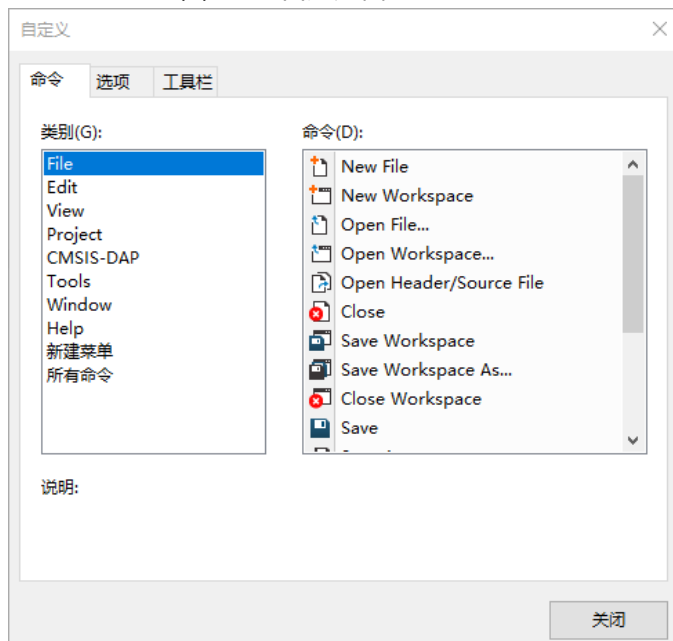 自定义
命令 选项 工具栏
类别(G):
File
Edit
View
Project
CMSIS-DAP
Tools
Window
Help
新建菜单
所有命令
命令(D):
New File
New Workspace
Open File...
Open Workspace...
Open Header/Source File
Close
Save Workspace
Save Workspace As...
Close Workspace
Save
说明:
关闭